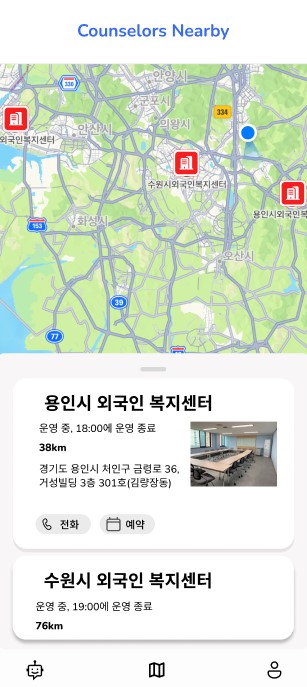 Counselors Nearby
330
안양시
군포시
334
의왕시
안산시
외국인복지센터
수원시외국인복지센터
용인시외국인복
153
화성시
오산시
39
77
용인시 외국인 복지센터
운영 중, 18:00에 운영 종료
38km
경기도 용인시 처인구 금령로 36,
거성빌딩 3층 301호(김량장동)
전화
예약
수원시 외국인 복지센터
운영 중, 19:00에 운영 종료
76km